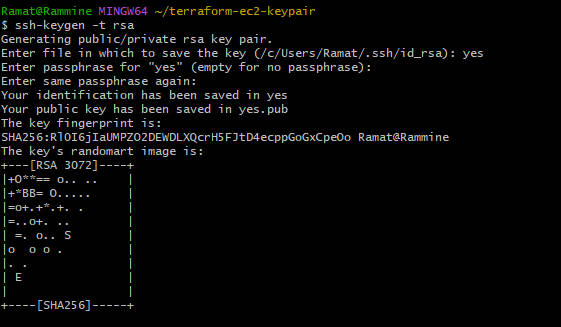 Ramat@Rammine MINGW64 ~/terraform-ec2-keypair
$ ssh-keygen -t rsa
Generating public/private rsa key pair.
Enter file in which to save the key (/c/Users/Ramat/.ssh/id_rsa): yes
Enter passphrase for "yes" (empty for no passphrase):
Enter same passphrase again:
Your identification has been saved in yes
Your public key has been saved in yes.pub
The key fingerprint is:
SHA256:RlOI6jIaUMPZO2DEWDLXQcrH5FJtD4ecppGoGxCpeOo Ramat@Rammine
The key's randomart image is:
+---[RSA 3072]----+
|+O**== o.. ..    |
|+*BB= O.....     |
|=o+.+*.+. .      |
|=..o+. ..        |
| =. o.. S        |
|o  o o .         |
|. .              |
| E               |
|                 |
+----[SHA256]-----+